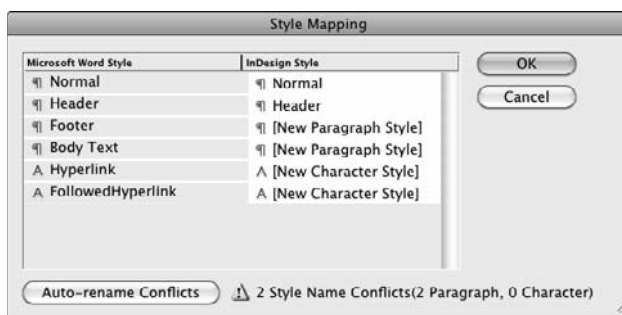 Style Mapping
Microsoft Word Style InDesign Style
¶ Normal ¶ Normal
¶ Header ¶ Header
¶ Footer ¶ [New Paragraph Style]
¶ Body Text ¶ [New Paragraph Style]
A Hyperlink A [New Character Style]
A FollowedHyperlink A [New Character Style]
OK
Cancel
Auto-rename Conflicts 2 Style Name Conflicts(2 Paragraph, 0 Character)